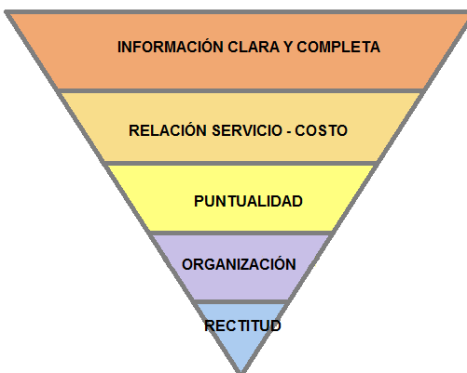 INFORMACIÓN CLARA Y COMPLETA
RELACIÓN SERVICIO - COSTO
PUNTUALIDAD
ORGANIZACIÓN
RECTITUD